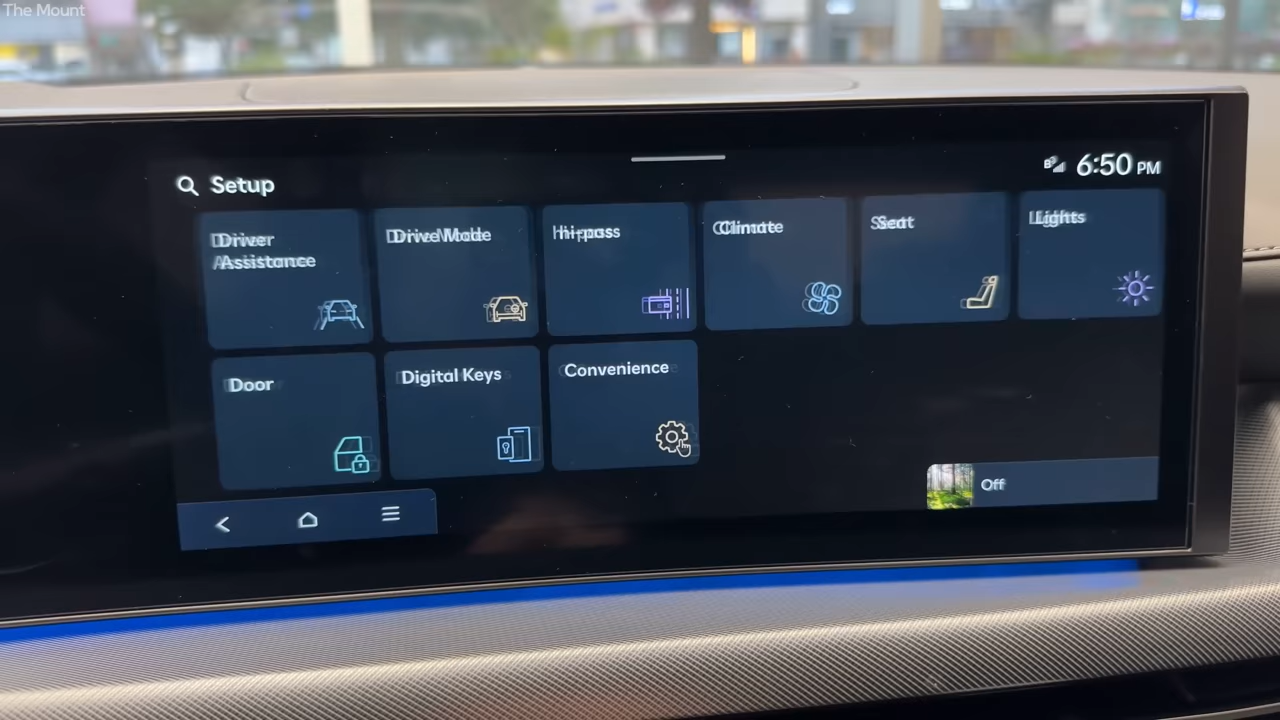 The Mount
Setup
6:50 PM
Driver
Assistance
Drive Mode
Hi-pass
Climate
Seat
Lights
Door
Digital Keys
Convenience
Off